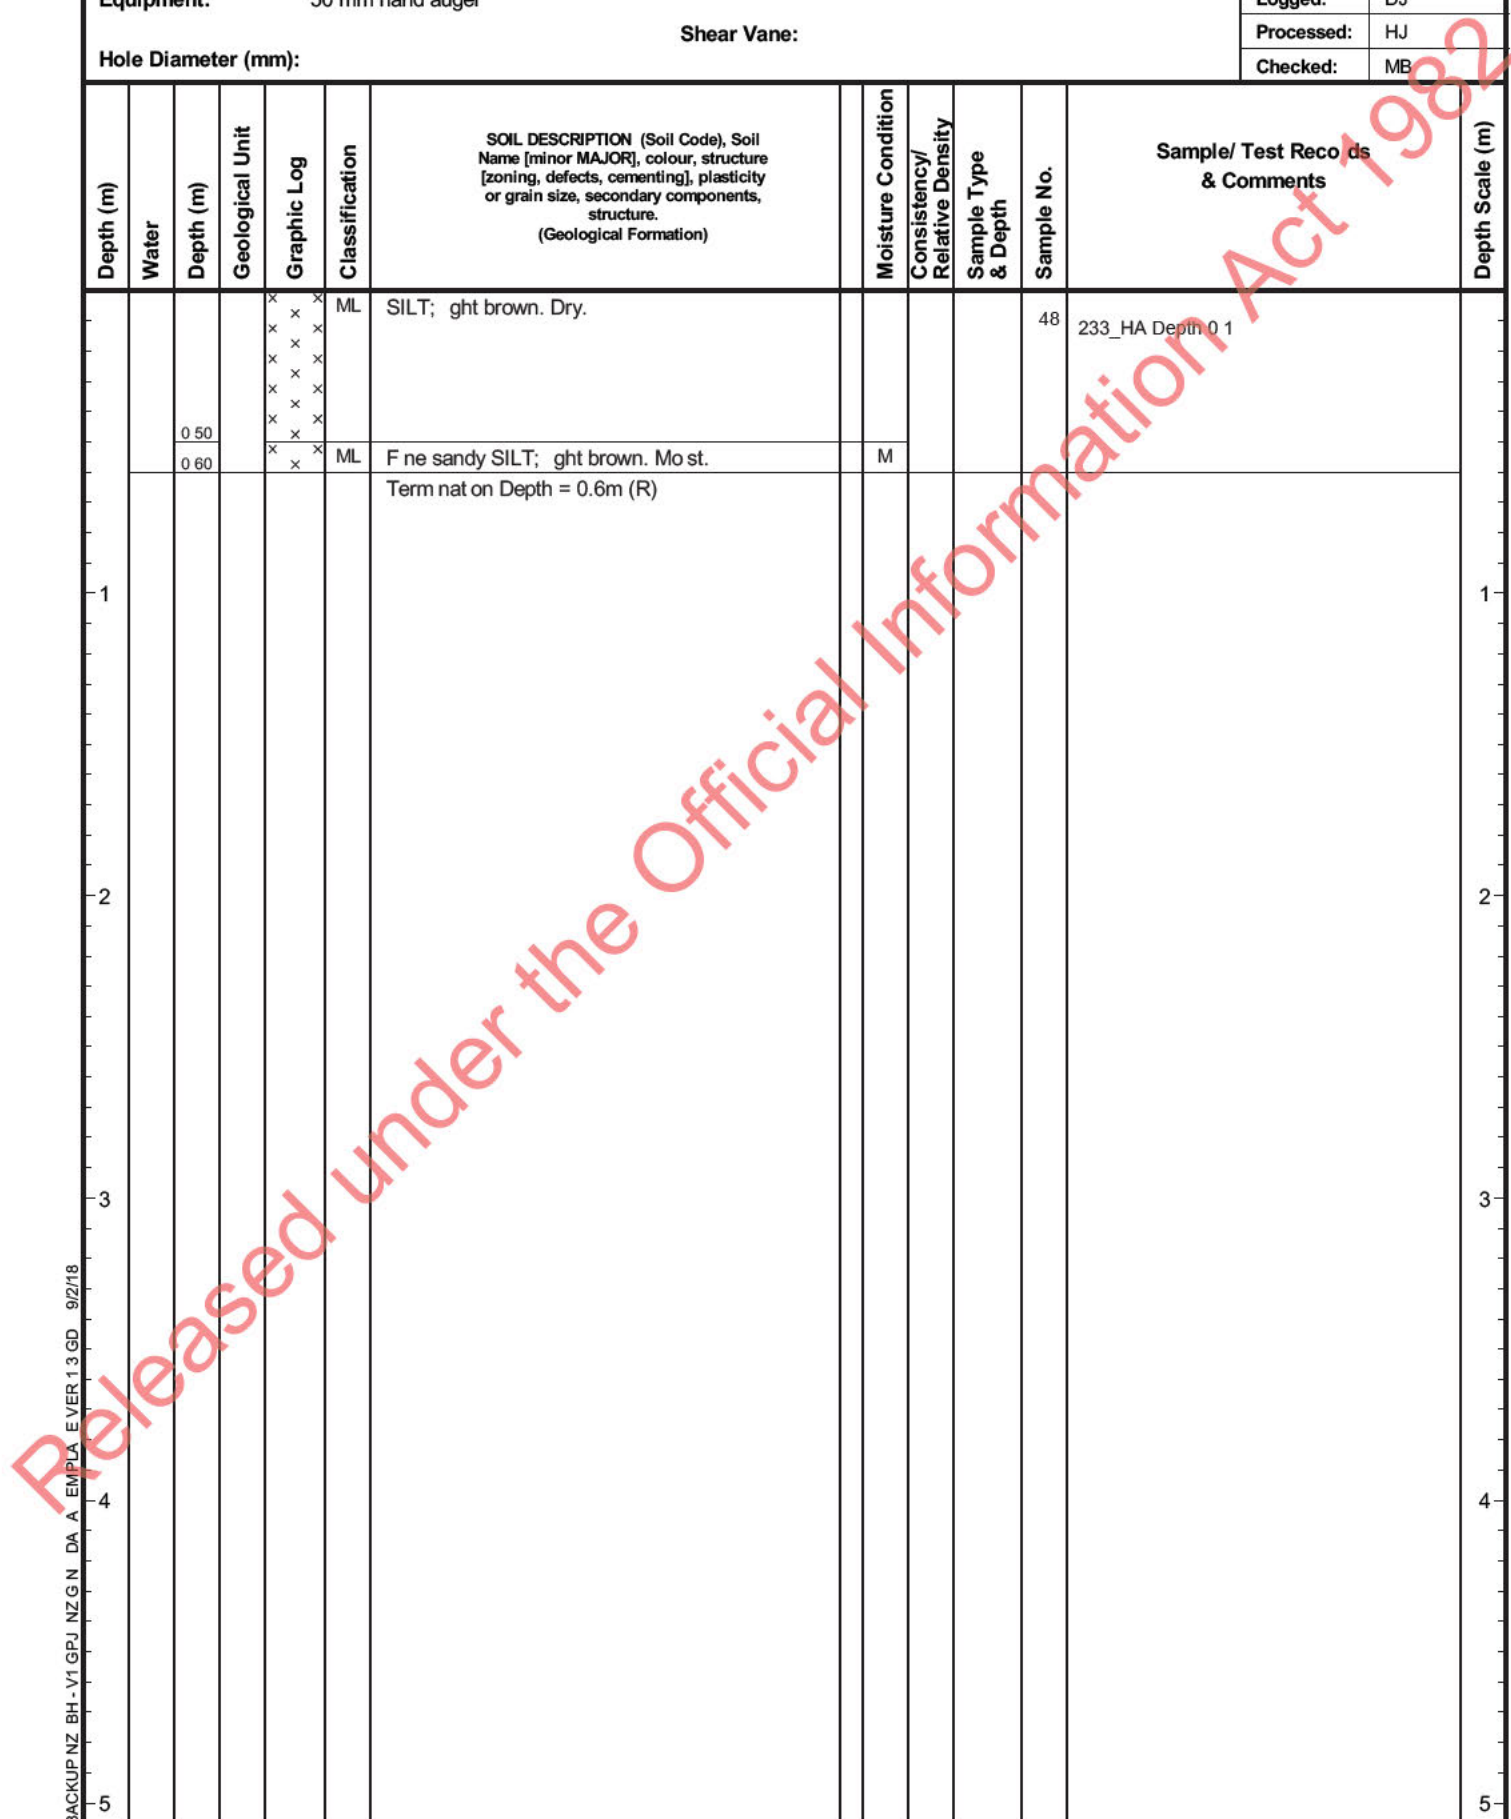 Equipment: 50 mm hand auger
Logged: DJ
Shear Vane:
Processed: HJ
Hole Diameter (mm):
Checked: MB
Depth (m)
Water
Depth (m)
Geological Unit
Graphic Log
Classification
SOIL DESCRIPTION (Soil Code), Soil
Name [minor MAJOR], colour, structure
[zoning, defects, cementing], plasticity
or grain size, secondary components,
structure.
(Geological Formation)
Moisture Condition
Consistency/
Relative Density
Sample Type
& Depth
Sample No.
Sample/ Test Reco ds
& Comments
Depth Scale (m)
ML SILT; ght brown. Dry.
48
233_HA Depth 0 1
0 50
0 60
ML F ne sandy SILT; ght brown. Mo st. M
Term nat on Depth = 0.6m (R)
1 1
2 2
3 3
4 4
5 5
BACKUP NZ BH - V1 GPJ NZ G N DA A EMPLA E VER 1 3 GD 9/2/18
Released under the Official Information Act 1982